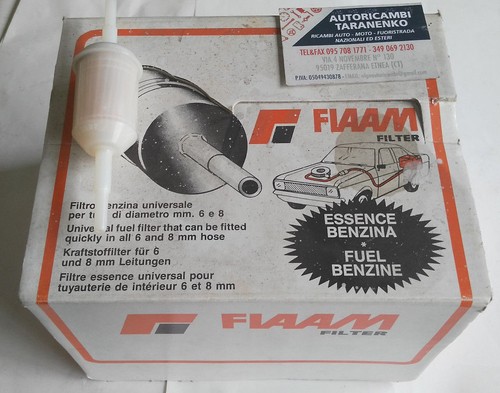 AUTORICAMBI
TARANENKO
RICAMBI AUTO - MOTO - FUORISTRADA
NAZIONALI ED ESTERI
TEL&FAX 095 708 1771 - 349 069 2130
VIA 4 NOVEMBRE N° 130
95019 ZAFFERANA ETNEA (CT)
P.IVA: 05049430878
FIAAM
FILTER
Filtro benzina universale
per tubi di diametro mm. 6 e 8
Universal fuel filter that can be fitted
quickly in all 6 and 8 mm hose
Kraftstoffilter für 6
und 8 mm Leitungen
Filtre essence universal pour
tuyauterie de intérieur 6 et 8 mm
ESSENCE
BENZINA
*
FUEL
BENZINE
FIAAM
FILTER